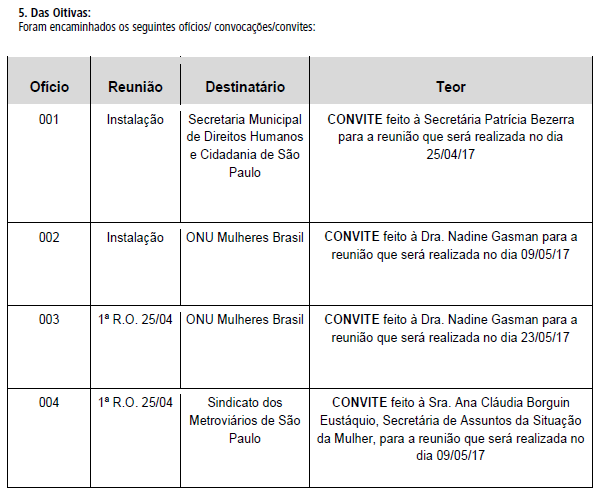 5. Das Oitivas:
Foram encaminhados os seguintes ofícios/ convocações/convites:
Ofício Reunião Destinatário Teor
001 Instalação Secretaria Municipal de Direitos Humanos e Cidadania de São Paulo CONVITE feito à Secretária Patrícia Bezerra para a reunião que será realizada no dia 25/04/17
002 Instalação ONU Mulheres Brasil CONVITE feito à Dra. Nadine Gasman para a reunião que será realizada no dia 09/05/17
003 1ª R.O. 25/04 ONU Mulheres Brasil CONVITE feito à Dra. Nadine Gasman para a reunião que será realizada no dia 23/05/17
004 1ª R.O. 25/04 Sindicato dos Metroviários de São Paulo CONVITE feito à Sra. Ana Cláudia Borguin Eustáquio, Secretária de Assuntos da Situação da Mulher, para a reunião que será realizada no dia 09/05/17